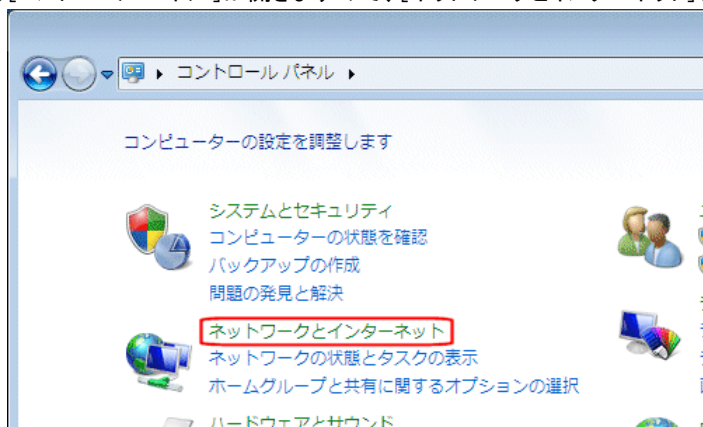 コントロール パネル
コンピューターの設定を調整します
システムとセキュリティ
コンピューターの状態を確認
バックアップの作成
問題の発見と解決
ネットワークとインターネット
ネットワークの状態とタスクの表示
ホームグループと共有に関するオプションの選択
ハードウェアとサウンド